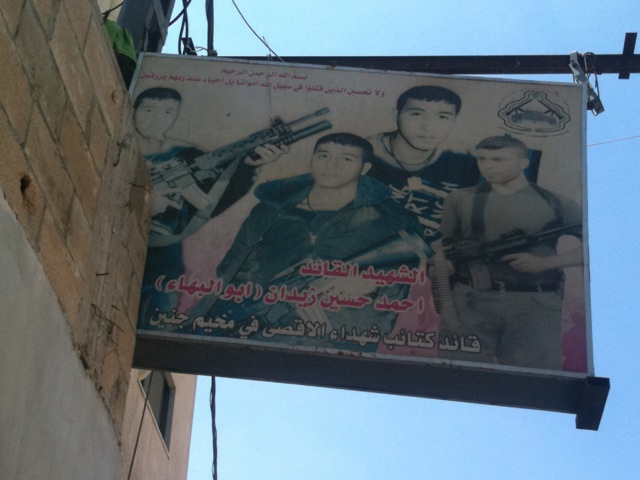 بسم الله الرحمن الرحيم
ولا تحسبن الذين قتلوا في سبيل الله امواتا بل احياء عند ربهم يرزقون
الشهيد القائد
احمد حسين زيدان ( ابو البهاء )
قائد كتائب شهداء الاقصى في مخيم جنين